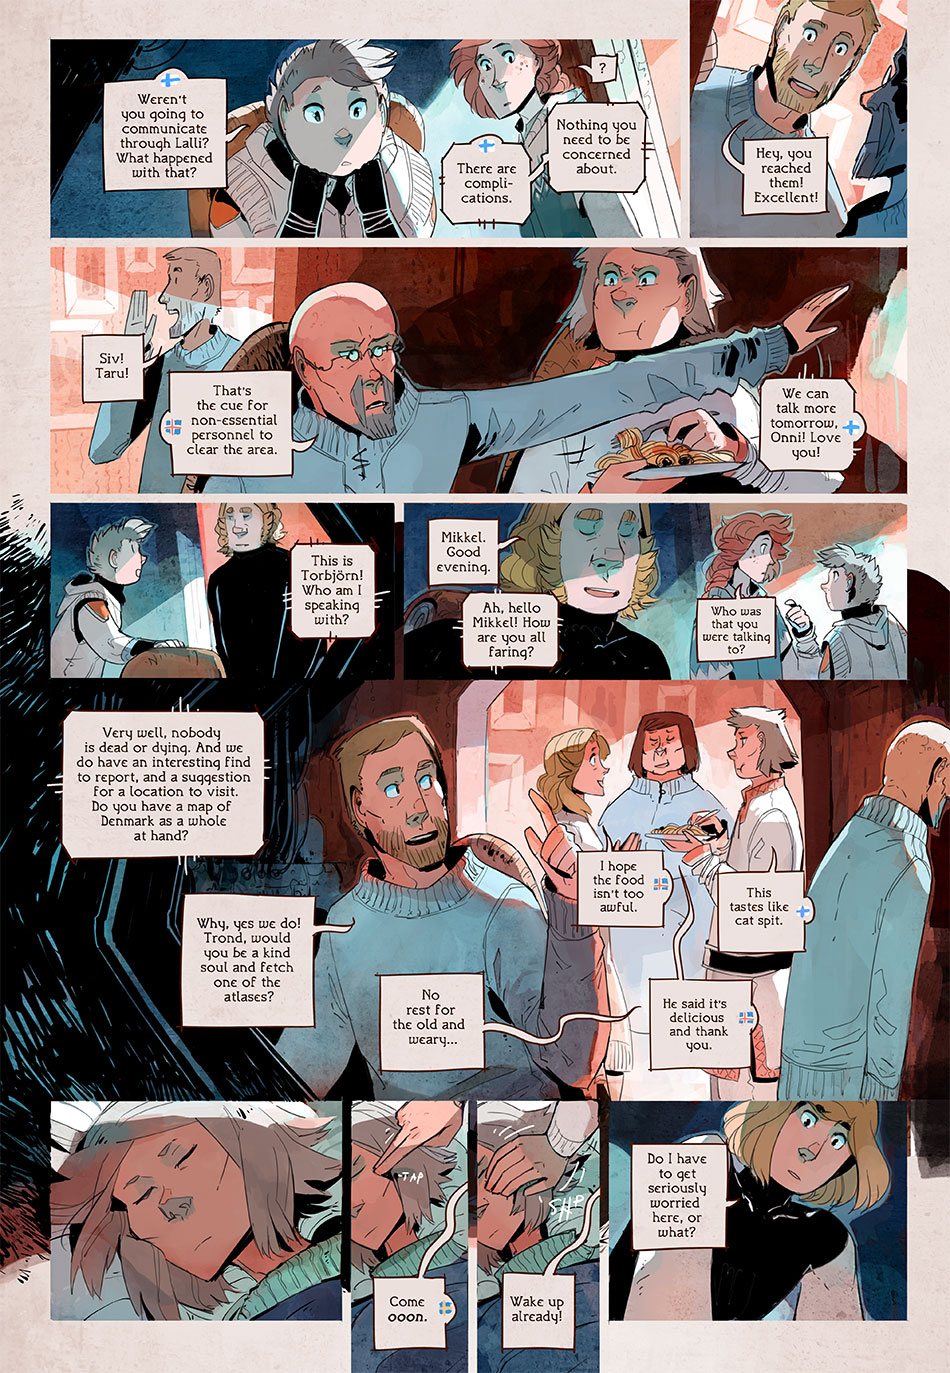 Weren't
you going to
communicate
through Lalli?
What happened
with that?
There are
compli-
cations.
?
Nothing you
need to be
concerned
about.
Hey, you
reached
them!
Excellent!
Siv!
Taru!
That's
the cue for
non-essential
personnel to
clear the area.
We can
talk more
tomorrow,
Onni! Love
you!
This is
Torbjörn!
Who am I
speaking
with?
Mikkel.
Good
evening.
Ah, hello
Mikkel! How
are you all
faring?
Who was
that you
were talking
to?
Very well, nobody
is dead or dying. And we
do have an interesting find
to report, and a suggestion
for a location to visit.
Do you have a map of
Denmark as a whole
at hand?
Why, yes we do!
Trond, would
you be a kind
soul and fetch
one of the
atlases?
No
rest for
the old and
weary...
I hope
the food
isn't too
awful.
This
tastes like
cat spit.
He said it's
delicious
and thank
you.
TAP
Come
ooon.
SHP
Wake up
already!
Do I have
to get
seriously
worried
here, or
what?